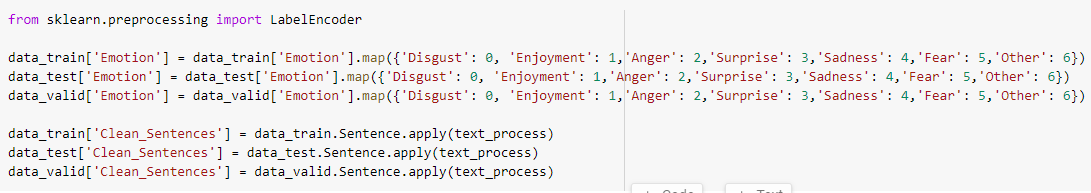 from sklearn.preprocessing import LabelEncoder
data_train['Emotion'] = data_train['Emotion'].map({'Disgust': 0, 'Enjoyment': 1,'Anger': 2,'Surprise': 3,'Sadness': 4,'Fear': 5,'Other': 6})
data_test['Emotion'] = data_test['Emotion'].map({'Disgust': 0, 'Enjoyment': 1,'Anger': 2,'Surprise': 3,'Sadness': 4,'Fear': 5,'Other': 6})
data_valid['Emotion'] = data_valid['Emotion'].map({'Disgust': 0, 'Enjoyment': 1,'Anger': 2,'Surprise': 3,'Sadness': 4,'Fear': 5,'Other': 6})
data_train['Clean_Sentences'] = data_train.Sentence.apply(text_process)
data_test['Clean_Sentences'] = data_test.Sentence.apply(text_process)
data_valid['Clean_Sentences'] = data_valid.Sentence.apply(text_process)